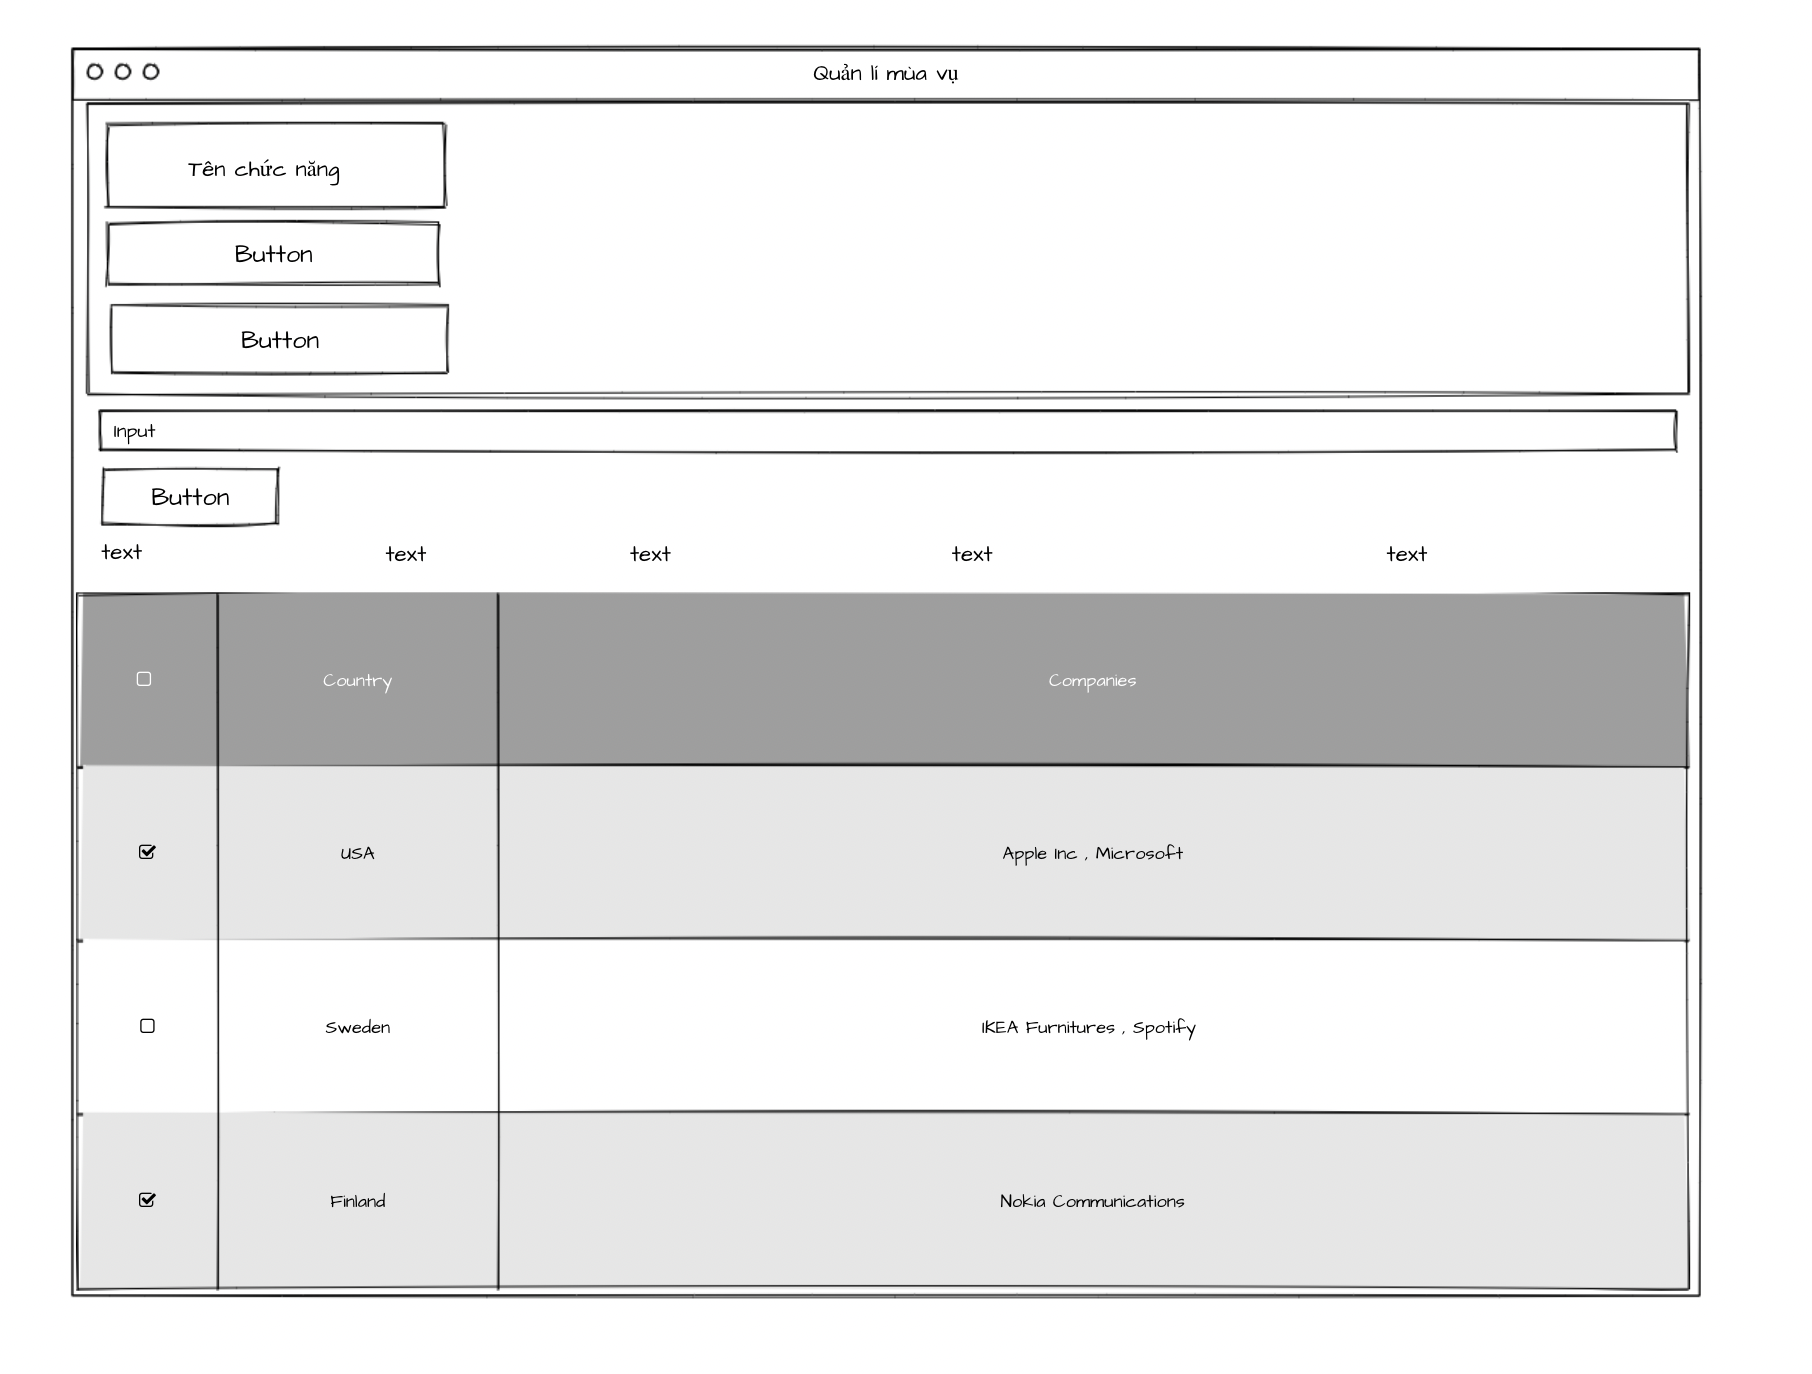 Quản lí mùa vụ
Tên chức năng
Button
Button
Input
Button
text text text text text
Country Companies
USA Apple Inc , Microsoft
Sweden IKEA Furnitures , Spotify
Finland Nokia Communications